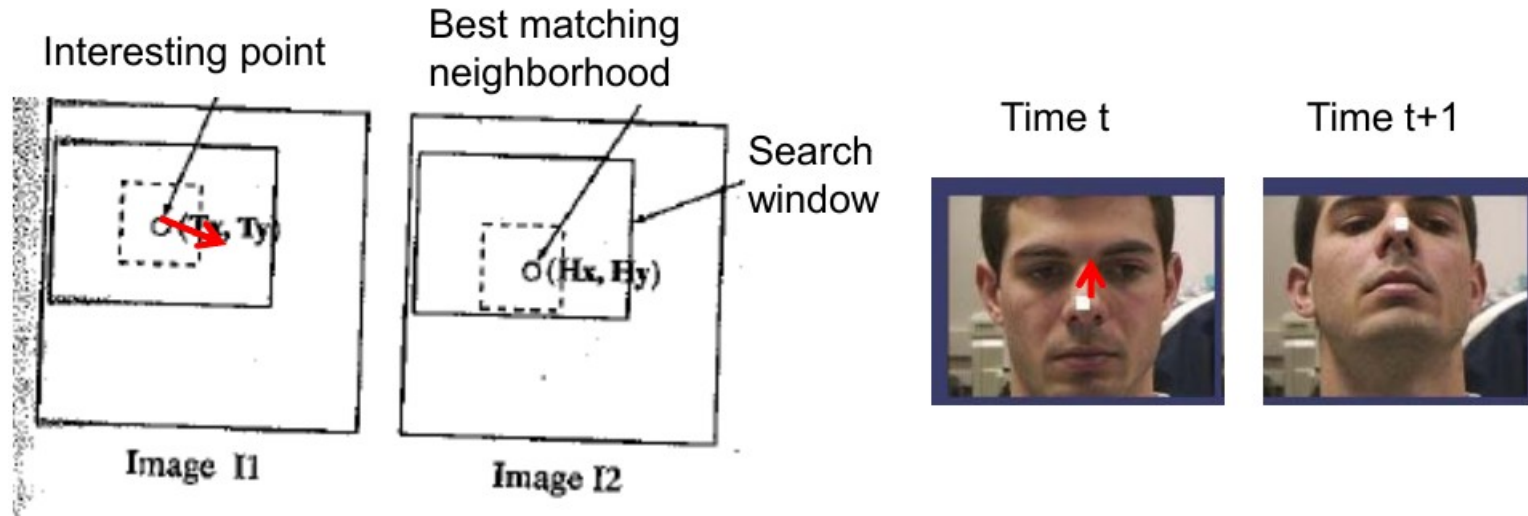 Interesting point
Best matching
neighborhood
Search
window
(Tx, Ty)
(Hx, Hy)
Image I1
Image I2
Time t
Time t+1